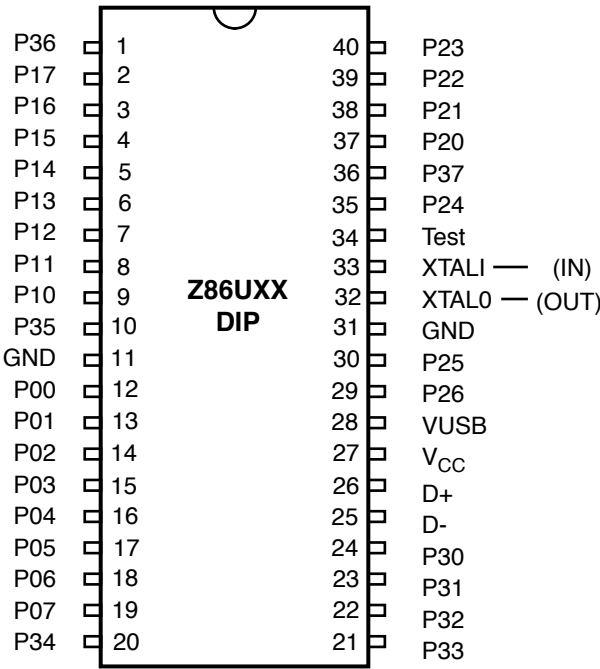 P36 1 40 P23
P17 2 39 P22
P16 3 38 P21
P15 4 37 P20
P14 5 36 P37
P13 6 35 P24
P12 7 34 Test
P11 8 33 XTALI — (IN)
P10 9 Z86UXX 32 XTAL0 — (OUT)
P35 10 DIP 31 GND
GND 11 30 P25
P00 12 29 P26
P01 13 28 VUSB
P02 14 27 VCC
P03 15 26 D+
P04 16 25 D-
P05 17 24 P30
P06 18 23 P31
P07 19 22 P32
P34 20 21 P33